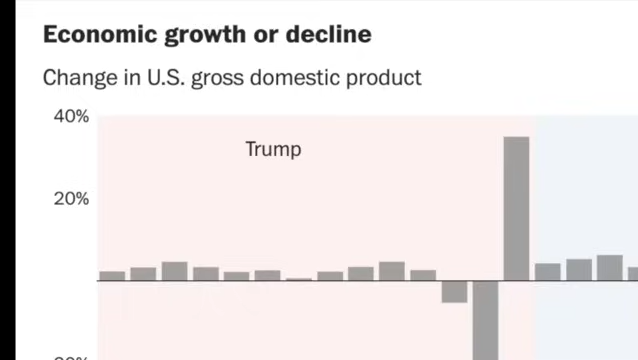 Economic growth or decline
Change in U.S. gross domestic product
40%
Trump
20%